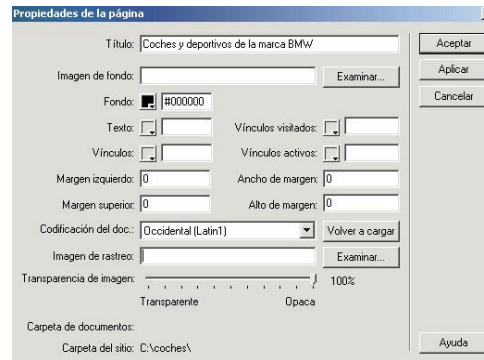 Propiedades de la página
Título: Coches y deportivos de la marca BMW Aceptar
Imagen de fondo: Examinar... Aplicar
Fondo: #000000 Cancelar
Texto: Vínculos visitados:
Vínculos: Vínculos activos:
Margen izquierdo: 0 Ancho de margen: 0
Margen superior: 0 Alto de margen: 0
Codificación del doc.: Occidental (Latin1) Volver a cargar
Imagen de rastreo: Examinar...
Transparencia de imagen: 100%
Transparente Opaca
Carpeta de documentos:
Carpeta del sitio: C:\coches\ Ayuda